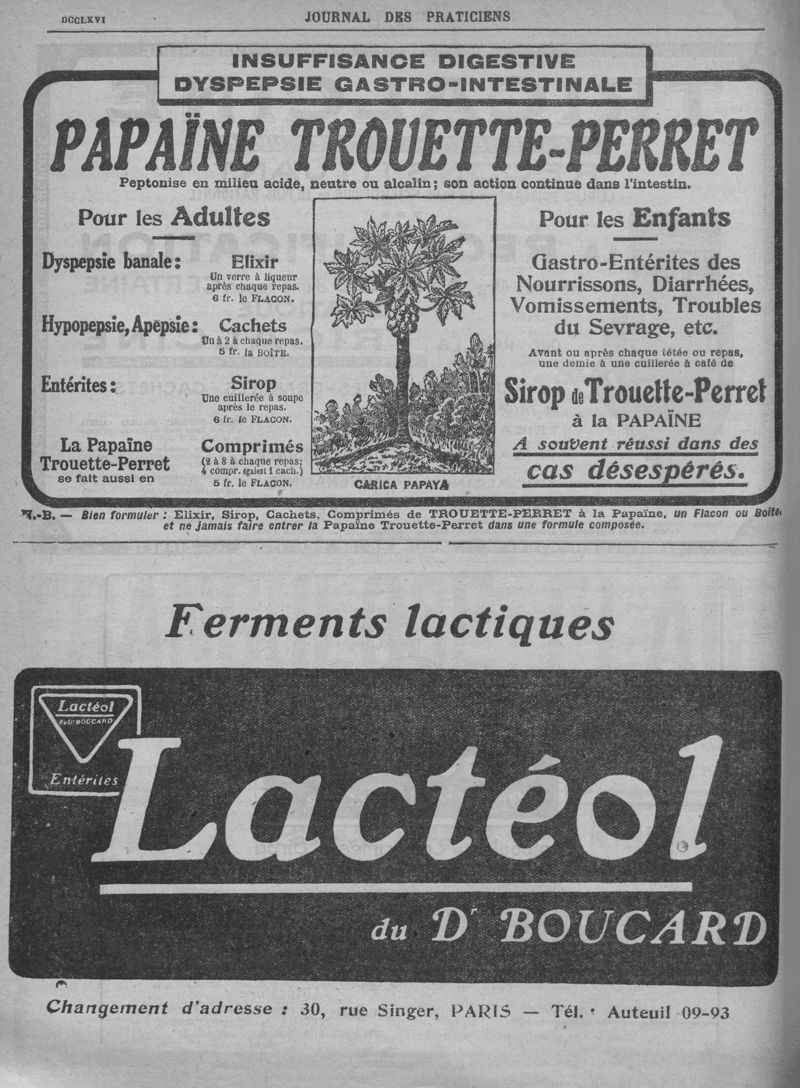 DCCLXVI
JOURNAL DES PRATICIENS
INSUFFISANCE DIGESTIVE
DYSPEPSIE GASTRO-INTESTINALE
PAPAÏNE TROUETTE-PERRET
Peptonise en milieu acide, neutre ou alcalin; son action continue dans l'intestin.
Pour les Adultes
Dyspepsie banale: Elixir
Un verre à liqueur
après chaque repas.
6 fr. le FLACON.
Hypopepsie, Apepsie: Cachets
Un à 2 à chaque repas.
5 fr. la BOÎTE.
Entérites: Sirop
Une cuillerée à soupe
après le repas.
6 fr. le FLACON.
La Papaïne
Trouette-Perret
se fait aussi en
Comprimés
(2 à 8 à chaque repas;
4 compr. égalent 1 cach.)
5 fr. le FLACON.
CARICA PAPAYA
Pour les Enfants
Gastro-Entérites des
Nourrissons, Diarrhées,
Vomissements, Troubles
du Sevrage, etc.
Avant ou après chaque tétée ou repas,
une demie à une cuillerée à café de
Sirop de Trouette-Perret
à la PAPAÏNE
A souvent réussi dans des
cas désespérés.
N.-B. — Bien formuler: Elixir, Sirop, Cachets, Comprimés de TROUETTE-PERRET à la Papaïne, un Flacon ou Boîte,
et ne jamais faire entrer la Papaïne Trouette-Perret dans une formule composée.
Ferments lactiques
Lactéol
du Dr BOUCARD
Entérites
Lactéol
du Dr BOUCARD
Changement d'adresse : 30, rue Singer, PARIS — Tél. : Auteuil 09-93